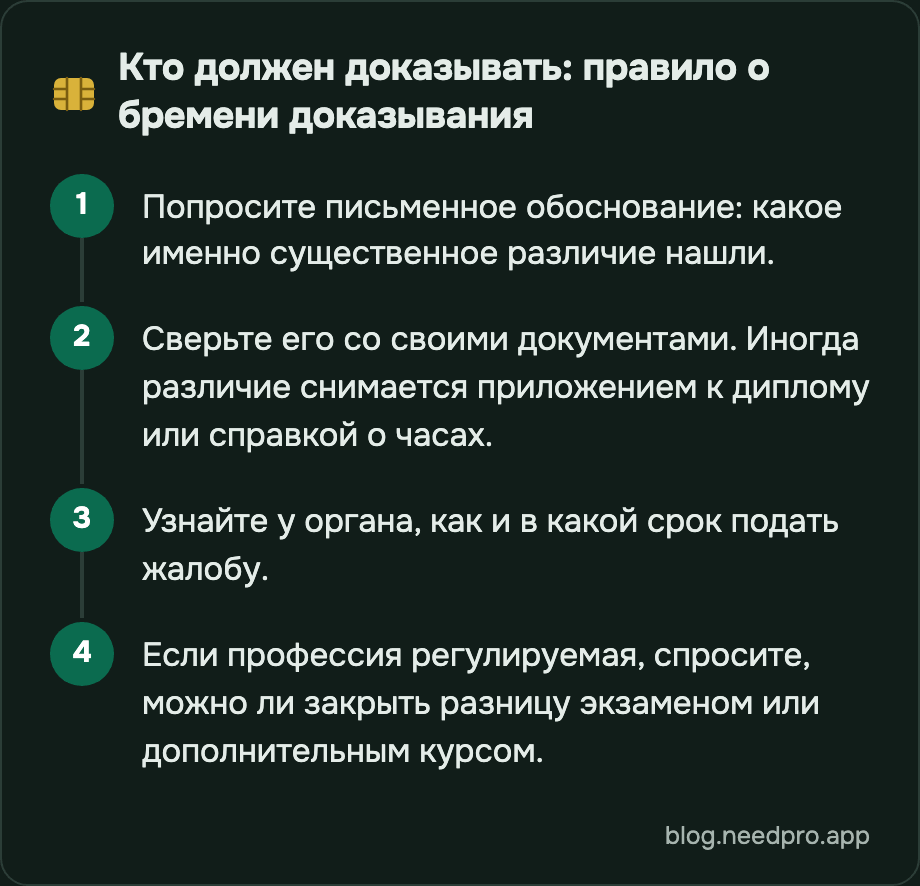 Кто должен доказывать: правило о
бремени доказывания
1
Попросите письменное обоснование: какое
именно существенное различие нашли.
2
Сверьте его со своими документами. Иногда
различие снимается приложением к диплому
или справкой о часах.
3
Узнайте у органа, как и в какой срок подать
жалобу.
4
Если профессия регулируемая, спросите,
можно ли закрыть разницу экзаменом или
дополнительным курсом.
blog.needpro.app